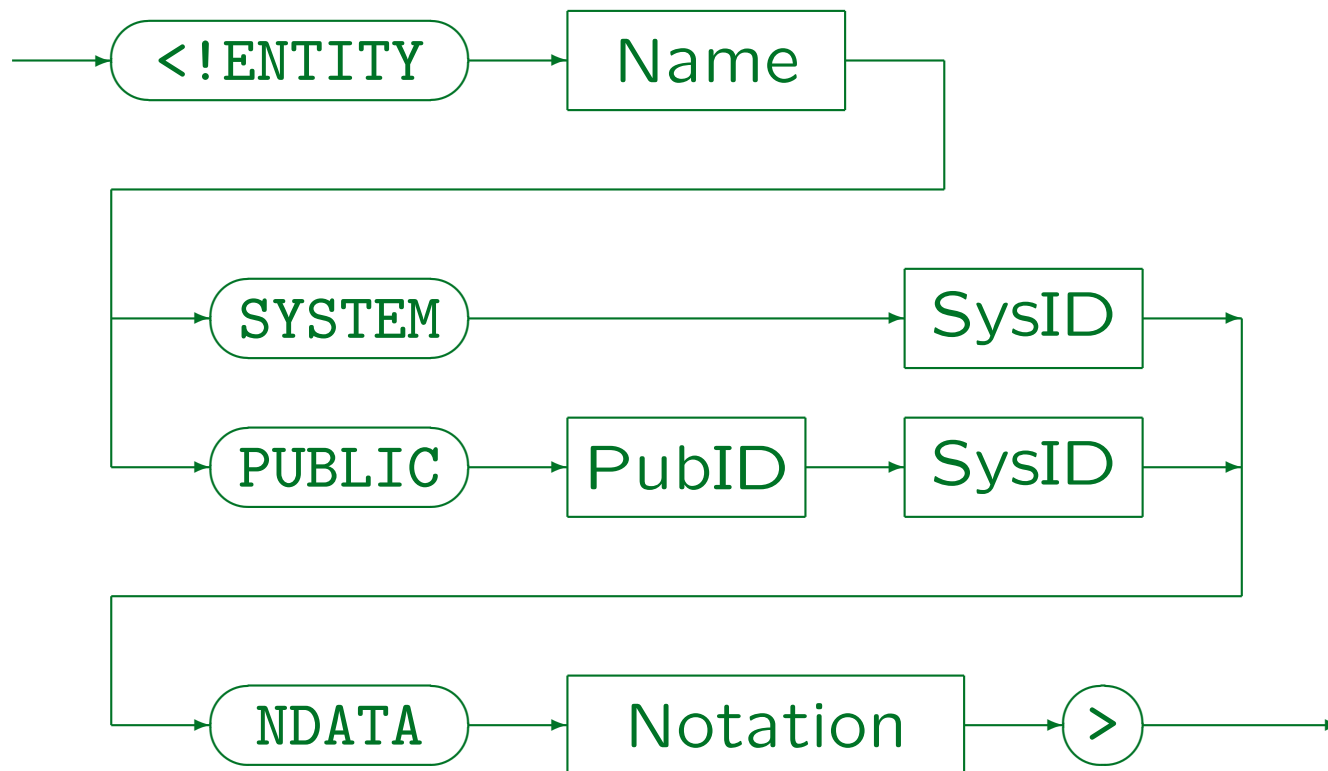 <!ENTITY Name
SYSTEM SysID
PUBLIC PubID SysID
NDATA Notation >